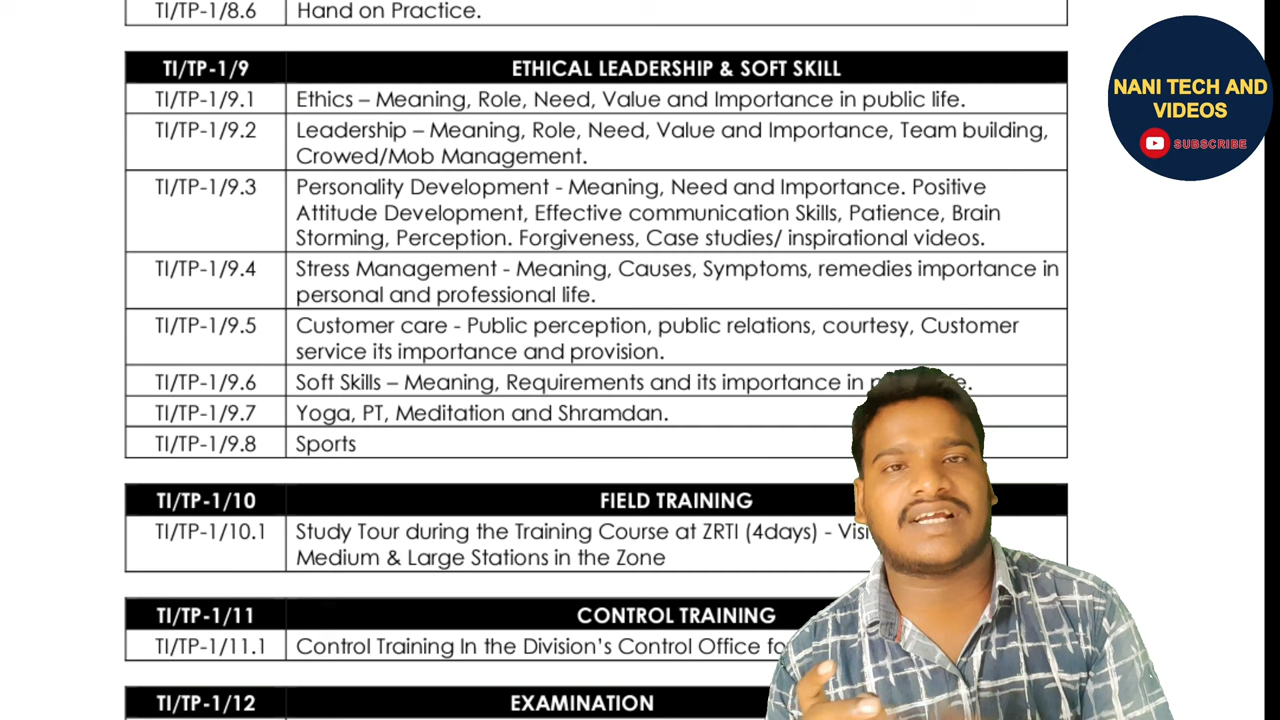 TI/TP-1/8.6 Hand on Practice.
TI/TP-1/9 ETHICAL LEADERSHIP & SOFT SKILL
TI/TP-1/9.1 Ethics – Meaning, Role, Need, Value and Importance in public life.
TI/TP-1/9.2 Leadership – Meaning, Role, Need, Value and Importance, Team building,
Crowed/Mob Management.
TI/TP-1/9.3 Personality Development - Meaning, Need and Importance. Positive
Attitude Development, Effective communication Skills, Patience, Brain
Storming, Perception. Forgiveness, Case studies/ inspirational videos.
TI/TP-1/9.4 Stress Management - Meaning, Causes, Symptoms, remedies importance in
personal and professional life.
TI/TP-1/9.5 Customer care - Public perception, public relations, courtesy, Customer
service its importance and provision.
TI/TP-1/9.6 Soft Skills – Meaning, Requirements and its importance in
TI/TP-1/9.7 Yoga, PT, Meditation and Shramdan.
TI/TP-1/9.8 Sports
TI/TP-1/10 FIELD TRAINING
TI/TP-1/10.1 Study Tour during the Training Course at ZRTI (4days) -
Medium & Large Stations in the Zone
TI/TP-1/11 CONTROL TRAINING
TI/TP-1/11.1 Control Training In the Division's Control Office
TI/TP-1/12 EXAMINATION
NANI TECH AND
VIDEOS
SUBSCRIBE